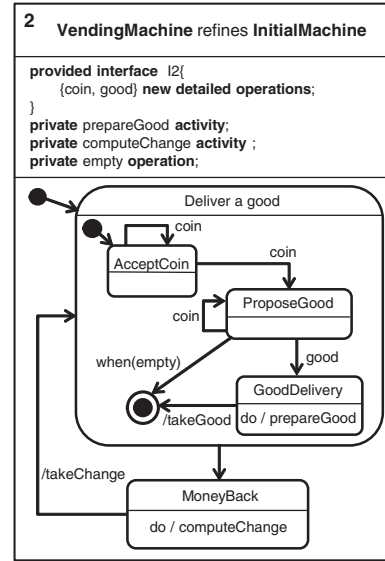 2 VendingMachine refines InitialMachine
provided interface I2{
{coin, good} new detailed operations;
}
private prepareGood activity;
private computeChange activity ;
private empty operation;
Deliver a good
coin
AcceptCoin
coin
ProposeGood
coin
when(empty)
good
GoodDelivery
/takeGood
do / prepareGood
/takeChange
MoneyBack
do / computeChange